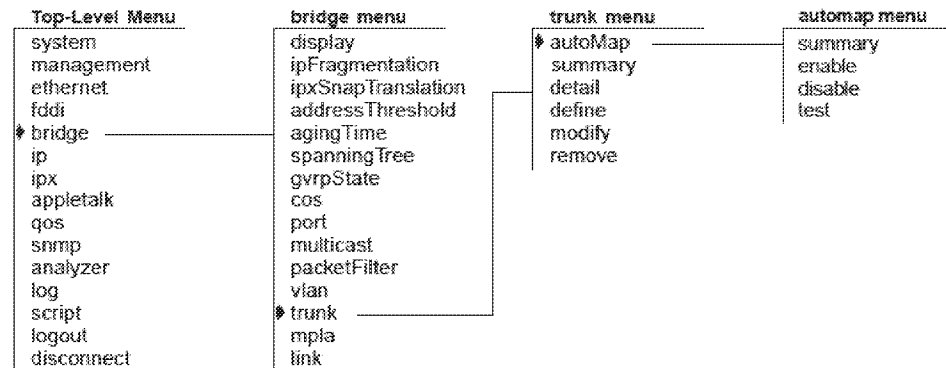 Top-Level Menu
system
management
ethernet
fddi
bridge
ip
ipx
appletalk
qos
snmp
analyzer
log
script
logout
disconnect
bridge menu
display
ipFragmentation
ipxSnapTranslation
addressThreshold
agingTime
spanningTree
gvrpState
cos
port
multicast
packetFilter
vlan
trunk
mpla
link
trunk menu
autoMap
summary
detail
define
modify
remove
automap menu
summary
enable
disable
test